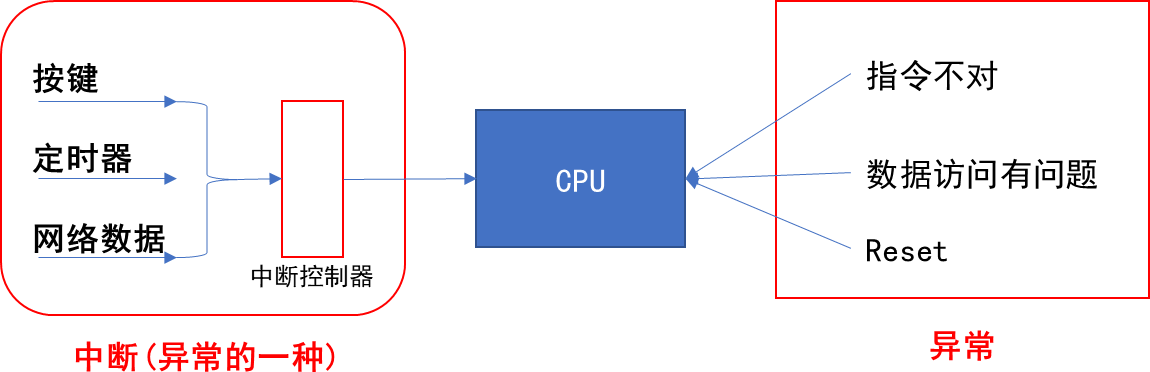 按键
定时器
网络数据
中断控制器
中断(异常的一种)
CPU
指令不对
数据访问有问题
Reset
异常